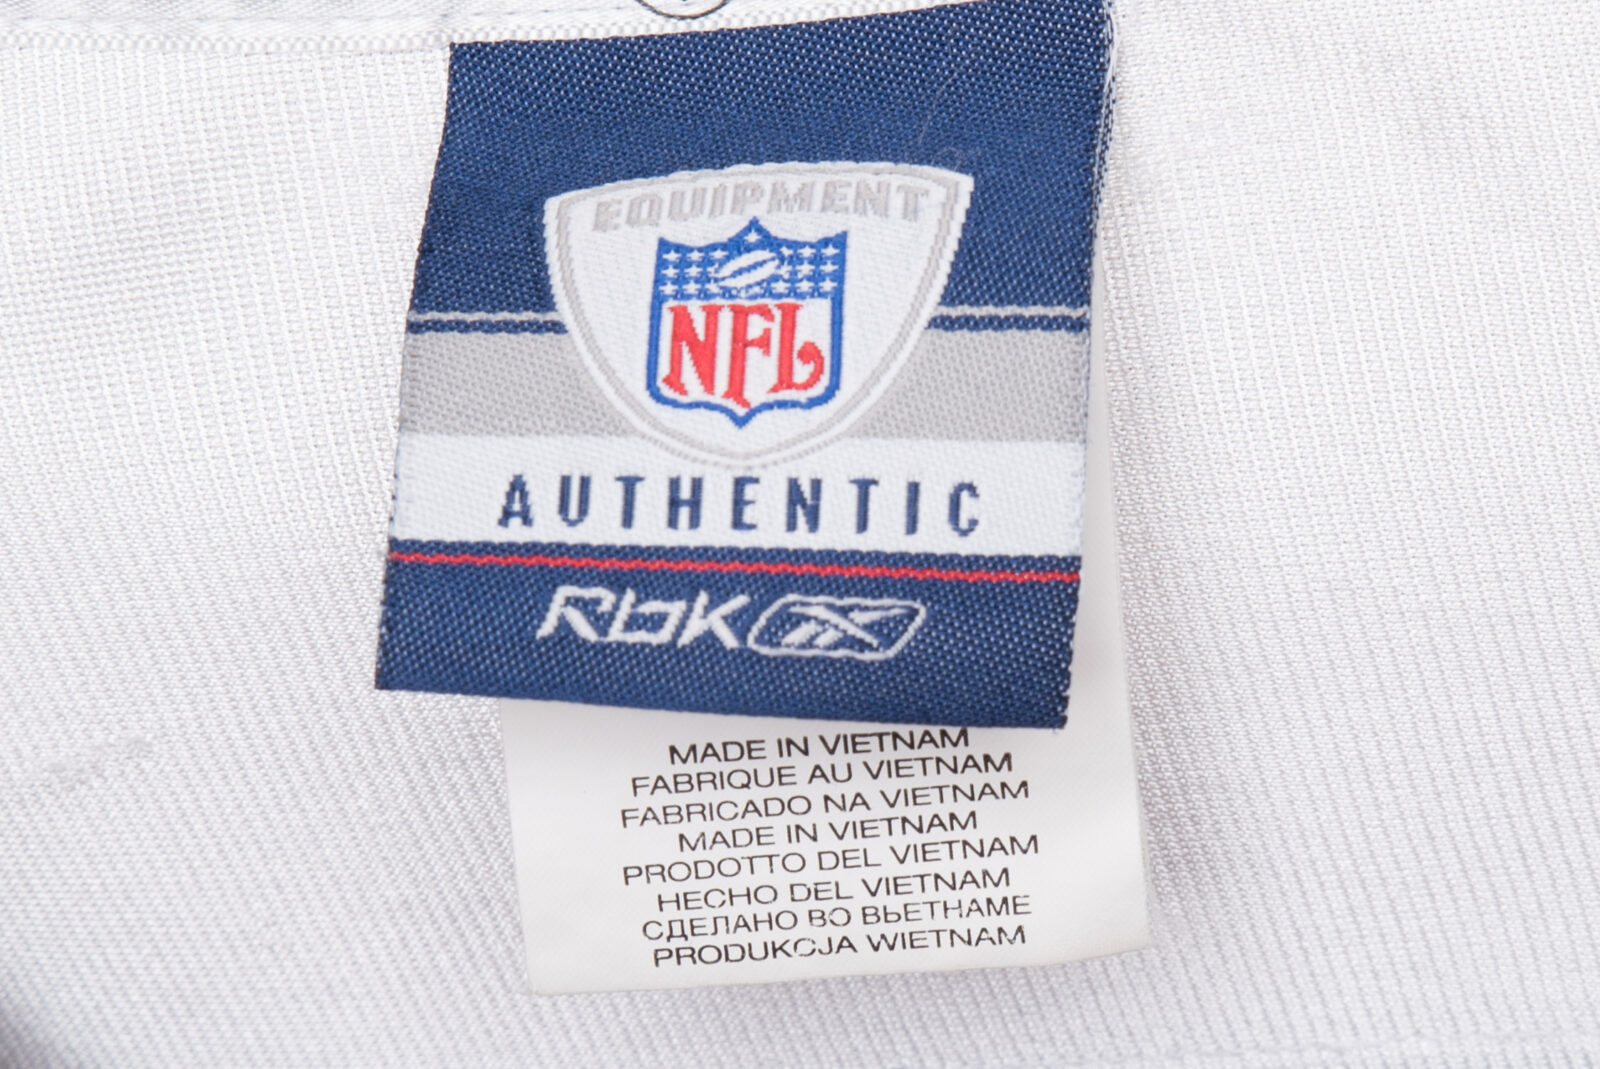 EQUIPMENT
NFL
AUTHENTIC
RbK
MADE IN VIETNAM
FABRIQUE AU VIETNAM
FABRICADO NA VIETNAM
MADE IN VIETNAM
PRODOTTO DEL VIETNAM
HECHO DEL VIETNAM
СДЕЛАНО ВО ВЬЕТНАМЕ
PRODUKCJA WIETNAM